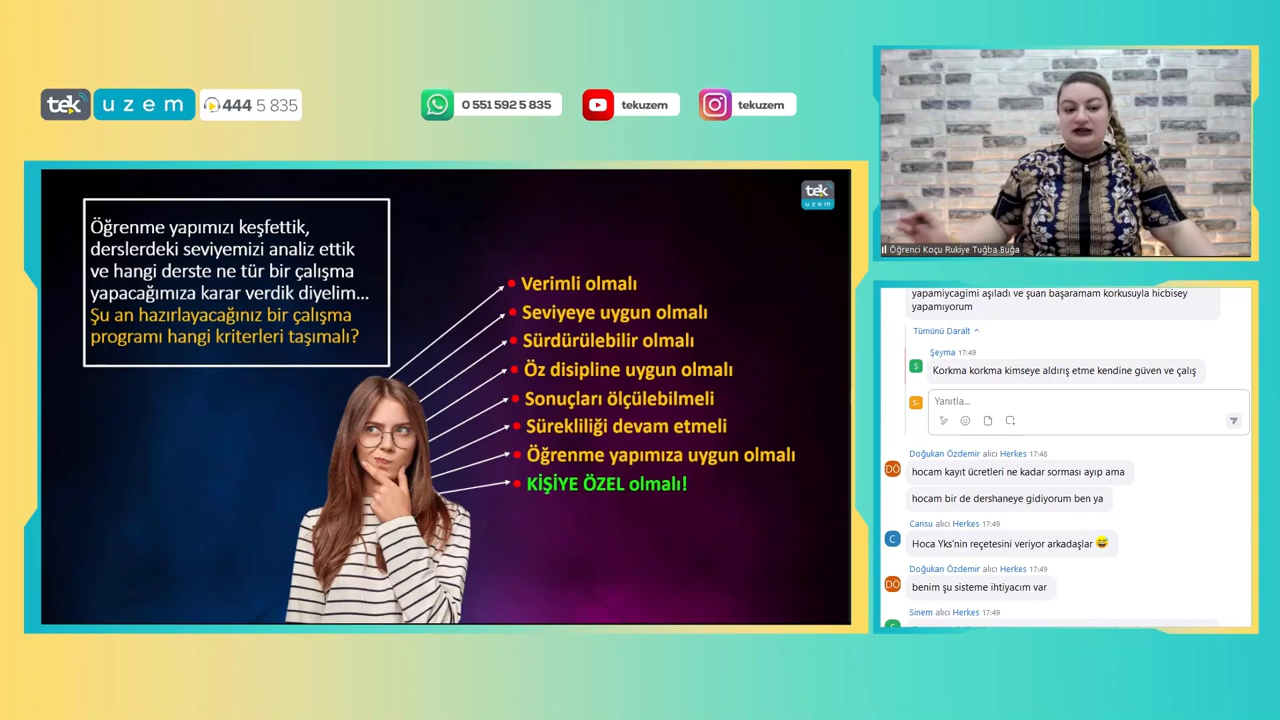 tek uzem 444 5 835
0 551 592 5 835
tekuzem
tekuzem
tek
uzem
Öğrenme yapımızı keşfettik,
derslerdeki seviyemizi analiz ettik
ve hangi derste ne tür bir çalışma
yapacağımıza karar verdik diyelim...
Şu an hazırlayacağınız bir çalışma
programı hangi kriterleri taşımalı?
Verimli olmalı
Seviyeye uygun olmalı
Sürdürülebilir olmalı
Öz disipline uygun olmalı
Sonuçları ölçülebilmeli
Sürekliliği devam etmeli
Öğrenme yapımıza uygun olmalı
KİŞİYE ÖZEL olmalı!
Öğrenci Koçu Rukiye Tuğba Buğa
yapamiycagimi aşıladı ve şuan başaramam korkusuyla hicbisey
yapamıyorum
Tümünü Daralt
Şeyma 17:49
S
Korkma korkma kimseye aldırış etme kendine güven ve çalış
S-
Yanıtla...
Doğukan Özdemir alıcı Herkes 17:48
DÖ
hocam kayıt ücretleri ne kadar sorması ayıp ama
hocam bir de dershaneye gidiyorum ben ya
Cansu alıcı Herkes 17:49
C
Hoca Yks'nin reçetesini veriyor arkadaşlar 😅
Doğukan Özdemir alıcı Herkes 17:49
DÖ
benim şu sisteme ihtiyacım var
Sinem alıcı Herkes 17:49